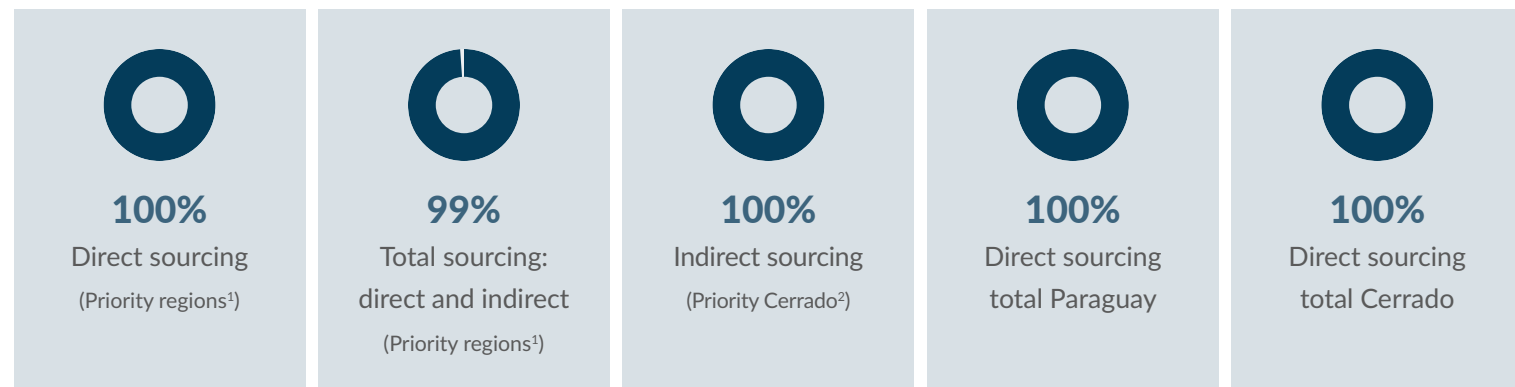 100%
Direct sourcing
(Priority regions¹)
99%
Total sourcing:
direct and indirect
(Priority regions¹)
100%
Indirect sourcing
(Priority Cerrado²)
100%
Direct sourcing
total Paraguay
100%
Direct sourcing
total Cerrado